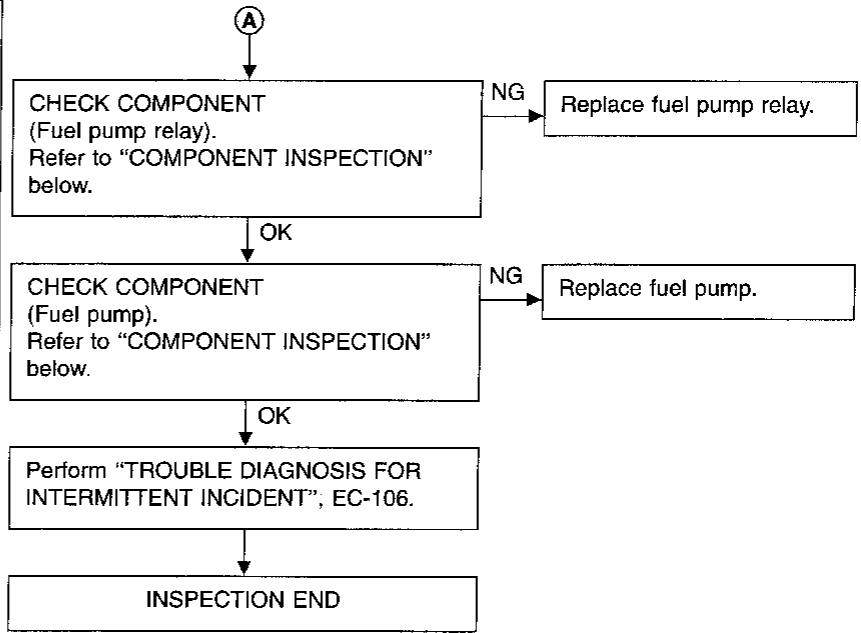 A
CHECK COMPONENT
(Fuel pump relay).
Refer to “COMPONENT INSPECTION”
below.
NG
Replace fuel pump relay.
OK
CHECK COMPONENT
(Fuel pump).
Refer to “COMPONENT INSPECTION”
below.
NG
Replace fuel pump.
OK
Perform “TROUBLE DIAGNOSIS FOR
INTERMITTENT INCIDENT”, EC-106.
INSPECTION END